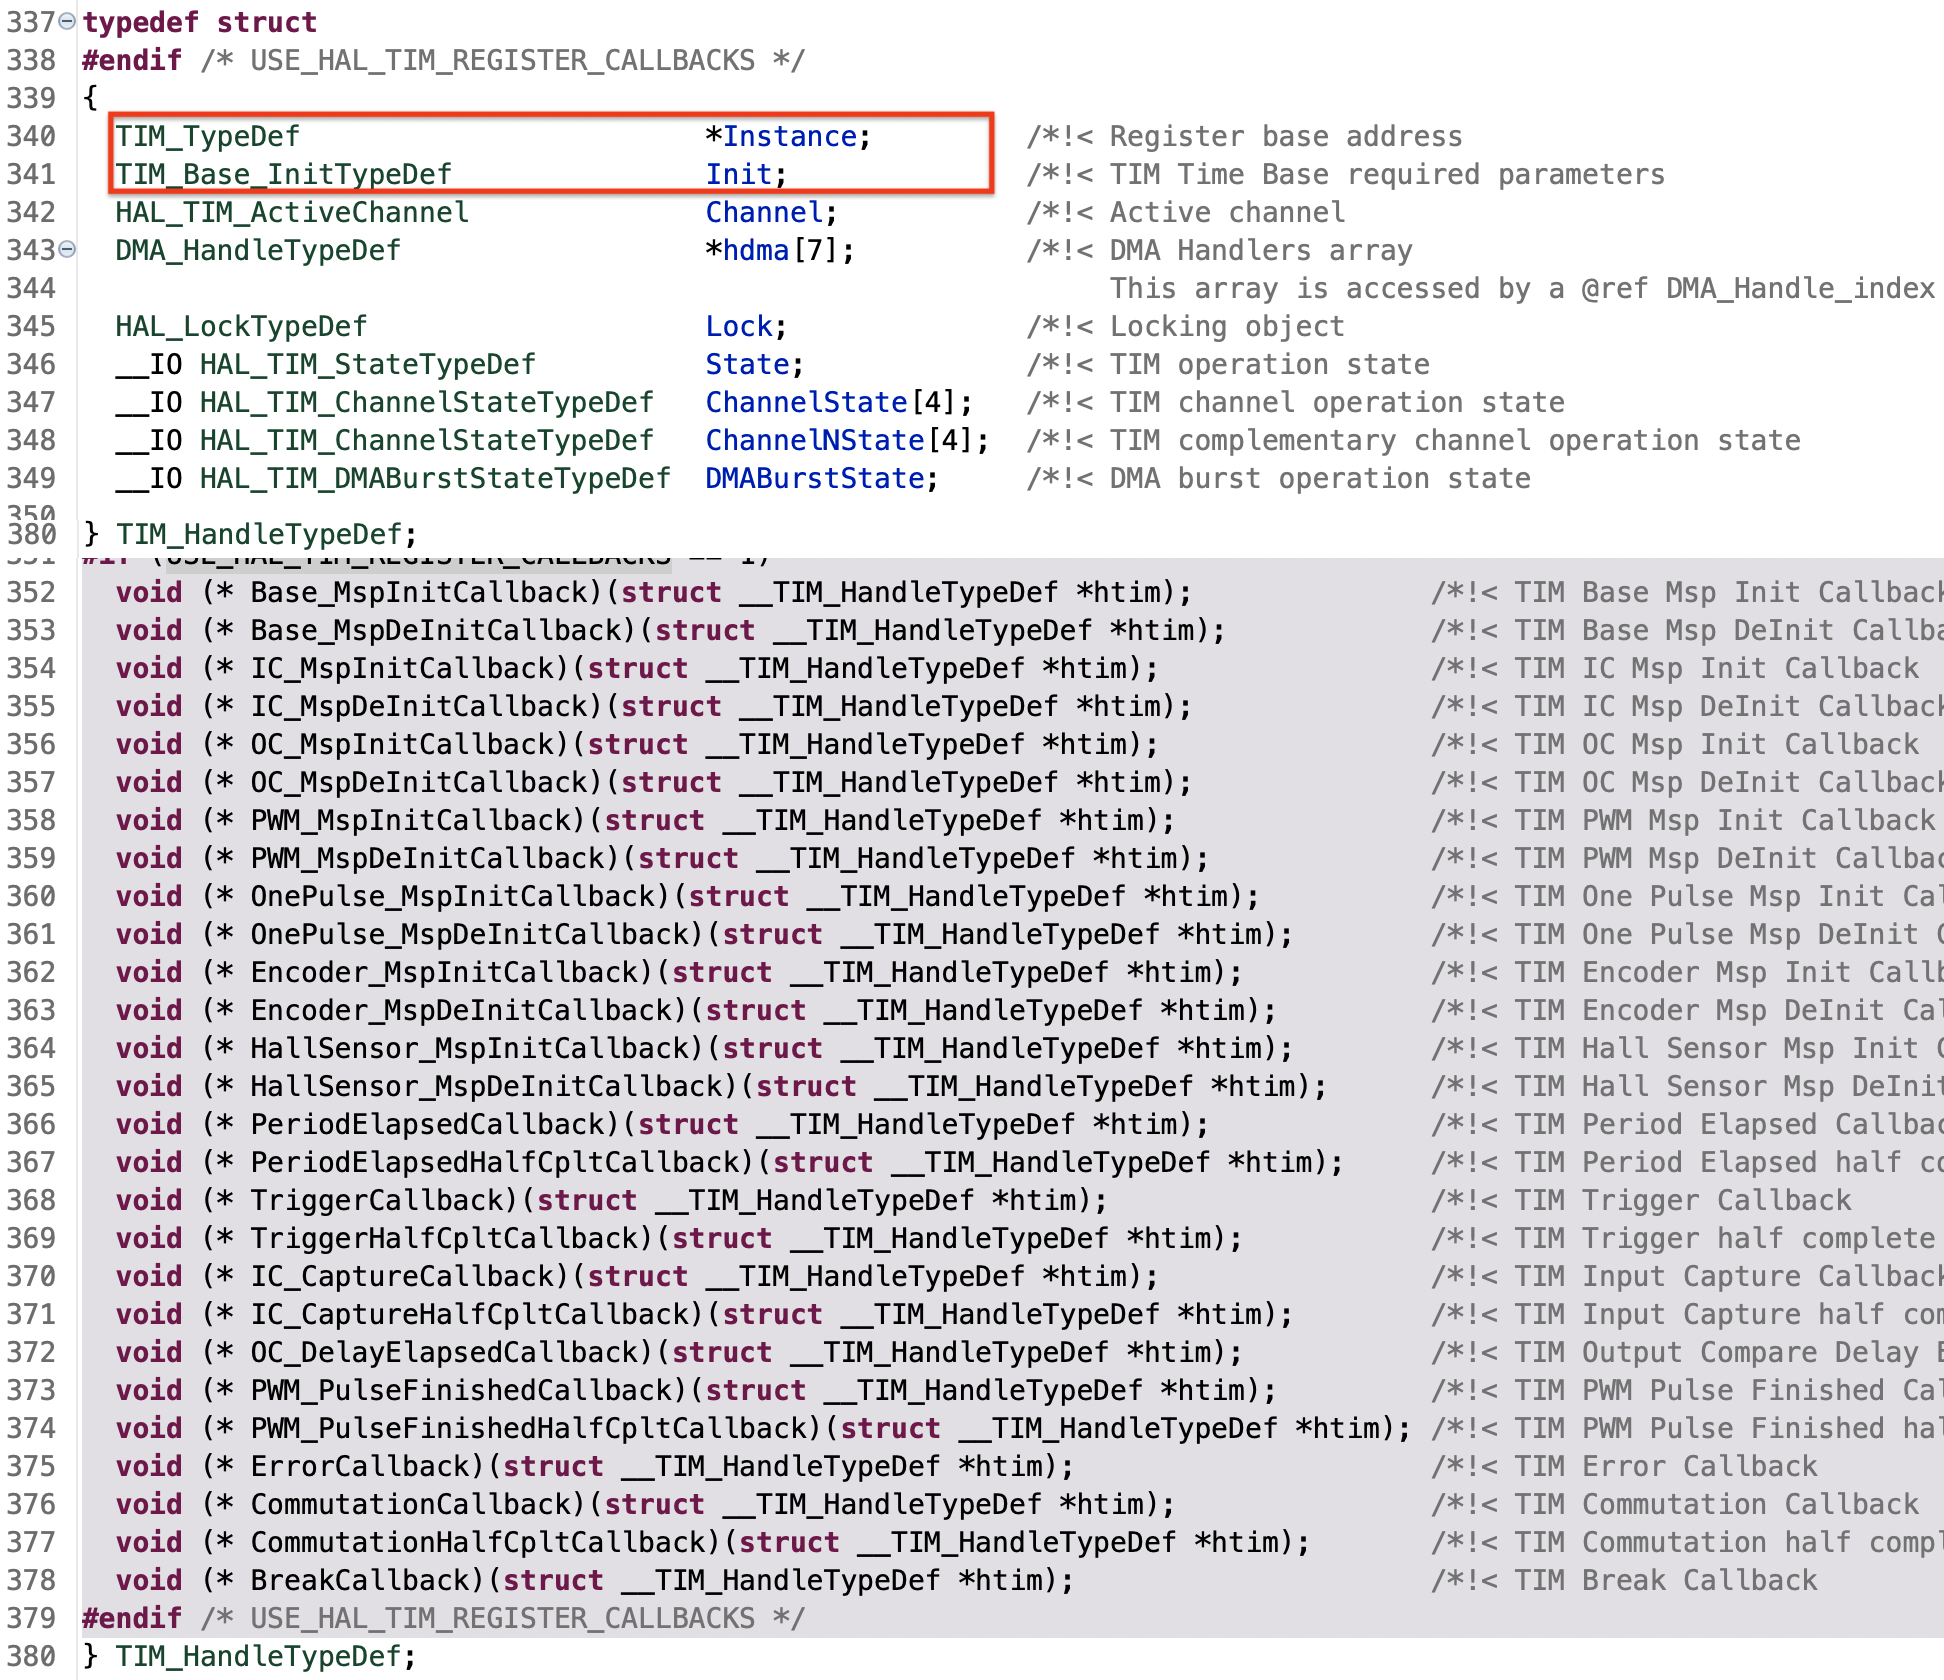 337 typedef struct
338 #endif /* USE_HAL_TIM_REGISTER_CALLBACKS */
339 {
340 TIM_TypeDef *Instance; /*!< Register base address
341 TIM_Base_InitTypeDef Init; /*!< TIM Time Base required parameters
342 HAL_TIM_ActiveChannel Channel; /*!< Active channel
343 DMA_HandleTypeDef *hdma[7]; /*!< DMA Handlers array
344 This array is accessed by a @ref DMA_Handle_index
345 HAL_LockTypeDef Lock; /*!< Locking object
346 __IO HAL_TIM_StateTypeDef State; /*!< TIM operation state
347 __IO HAL_TIM_ChannelStateTypeDef ChannelState[4]; /*!< TIM channel operation state
348 __IO HAL_TIM_ChannelStateTypeDef ChannelNState[4]; /*!< TIM complementary channel operation state
349 __IO HAL_TIM_DMABurstStateTypeDef DMABurstState; /*!< DMA burst operation state
350
380 } TIM_HandleTypeDef;
351 #if (USE_HAL_TIM_REGISTER_CALLBACKS == 1)
352 void (* Base_MspInitCallback)(struct __TIM_HandleTypeDef *htim); /*!< TIM Base Msp Init Callback
353 void (* Base_MspDeInitCallback)(struct __TIM_HandleTypeDef *htim); /*!< TIM Base Msp DeInit Callba
354 void (* IC_MspInitCallback)(struct __TIM_HandleTypeDef *htim); /*!< TIM IC Msp Init Callback
355 void (* IC_MspDeInitCallback)(struct __TIM_HandleTypeDef *htim); /*!< TIM IC Msp DeInit Callback
356 void (* OC_MspInitCallback)(struct __TIM_HandleTypeDef *htim); /*!< TIM OC Msp Init Callback
357 void (* OC_MspDeInitCallback)(struct __TIM_HandleTypeDef *htim); /*!< TIM OC Msp DeInit Callback
358 void (* PWM_MspInitCallback)(struct __TIM_HandleTypeDef *htim); /*!< TIM PWM Msp Init Callback
359 void (* PWM_MspDeInitCallback)(struct __TIM_HandleTypeDef *htim); /*!< TIM PWM Msp DeInit Callbac
360 void (* OnePulse_MspInitCallback)(struct __TIM_HandleTypeDef *htim); /*!< TIM One Pulse Msp Init Cal
361 void (* OnePulse_MspDeInitCallback)(struct __TIM_HandleTypeDef *htim); /*!< TIM One Pulse Msp DeInit C
362 void (* Encoder_MspInitCallback)(struct __TIM_HandleTypeDef *htim); /*!< TIM Encoder Msp Init Callb
363 void (* Encoder_MspDeInitCallback)(struct __TIM_HandleTypeDef *htim); /*!< TIM Encoder Msp DeInit Cal
364 void (* HallSensor_MspInitCallback)(struct __TIM_HandleTypeDef *htim); /*!< TIM Hall Sensor Msp Init C
365 void (* HallSensor_MspDeInitCallback)(struct __TIM_HandleTypeDef *htim); /*!< TIM Hall Sensor Msp DeInit
366 void (* PeriodElapsedCallback)(struct __TIM_HandleTypeDef *htim); /*!< TIM Period Elapsed Callbac
367 void (* PeriodElapsedHalfCpltCallback)(struct __TIM_HandleTypeDef *htim); /*!< TIM Period Elapsed half co
368 void (* TriggerCallback)(struct __TIM_HandleTypeDef *htim); /*!< TIM Trigger Callback
369 void (* TriggerHalfCpltCallback)(struct __TIM_HandleTypeDef *htim); /*!< TIM Trigger half complete
370 void (* IC_CaptureCallback)(struct __TIM_HandleTypeDef *htim); /*!< TIM Input Capture Callback
371 void (* IC_CaptureHalfCpltCallback)(struct __TIM_HandleTypeDef *htim); /*!< TIM Input Capture half com
372 void (* OC_DelayElapsedCallback)(struct __TIM_HandleTypeDef *htim); /*!< TIM Output Compare Delay E
373 void (* PWM_PulseFinishedCallback)(struct __TIM_HandleTypeDef *htim); /*!< TIM PWM Pulse Finished Cal
374 void (* PWM_PulseFinishedHalfCpltCallback)(struct __TIM_HandleTypeDef *htim); /*!< TIM PWM Pulse Finished hal
375 void (* ErrorCallback)(struct __TIM_HandleTypeDef *htim); /*!< TIM Error Callback
376 void (* CommutationCallback)(struct __TIM_HandleTypeDef *htim); /*!< TIM Commutation Callback
377 void (* CommutationHalfCpltCallback)(struct __TIM_HandleTypeDef *htim); /*!< TIM Commutation half compl
378 void (* BreakCallback)(struct __TIM_HandleTypeDef *htim); /*!< TIM Break Callback
379 #endif /* USE_HAL_TIM_REGISTER_CALLBACKS */
380 } TIM_HandleTypeDef;